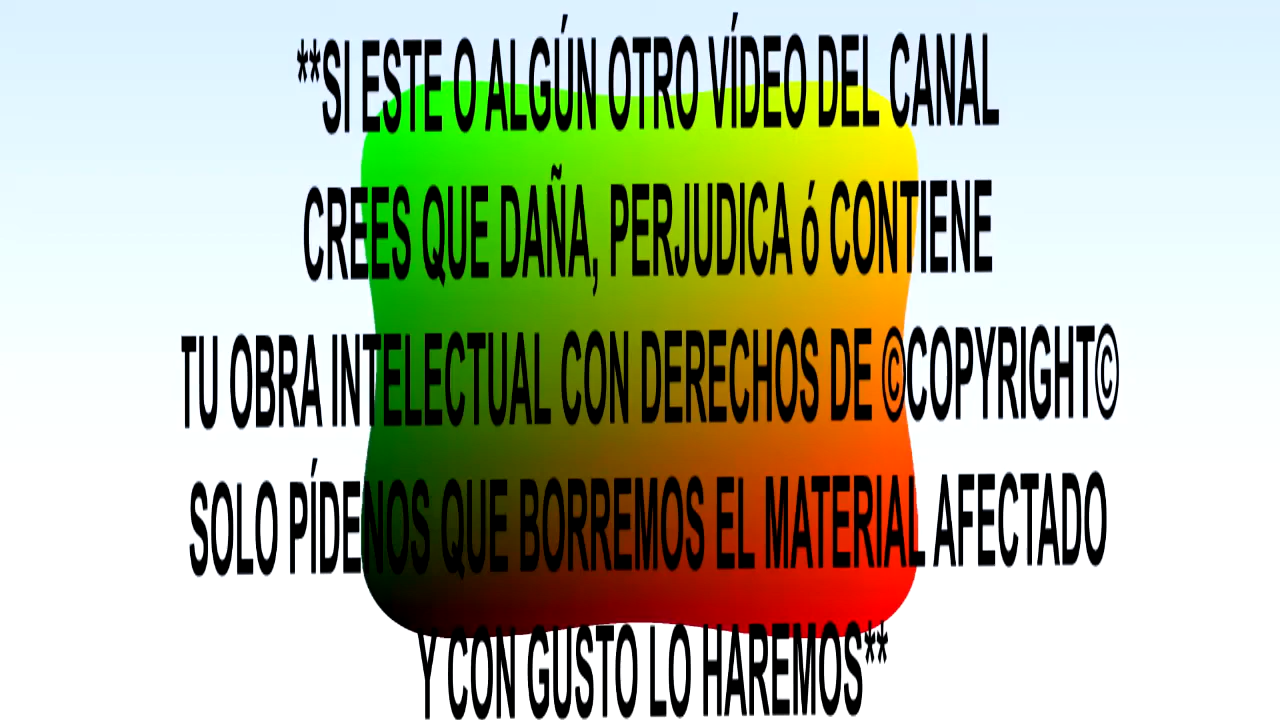 **SI ESTE O ALGÚN OTRO VÍDEO DEL CANAL
CREES QUE DAÑA, PERJUDICA ó CONTIENE
TU OBRA INTELECTUAL CON DERECHOS DE ©COPYRIGHT©
SOLO PÍDENOS QUE BORREMOS EL MATERIAL AFECTADO
Y CON GUSTO LO HAREMOS**